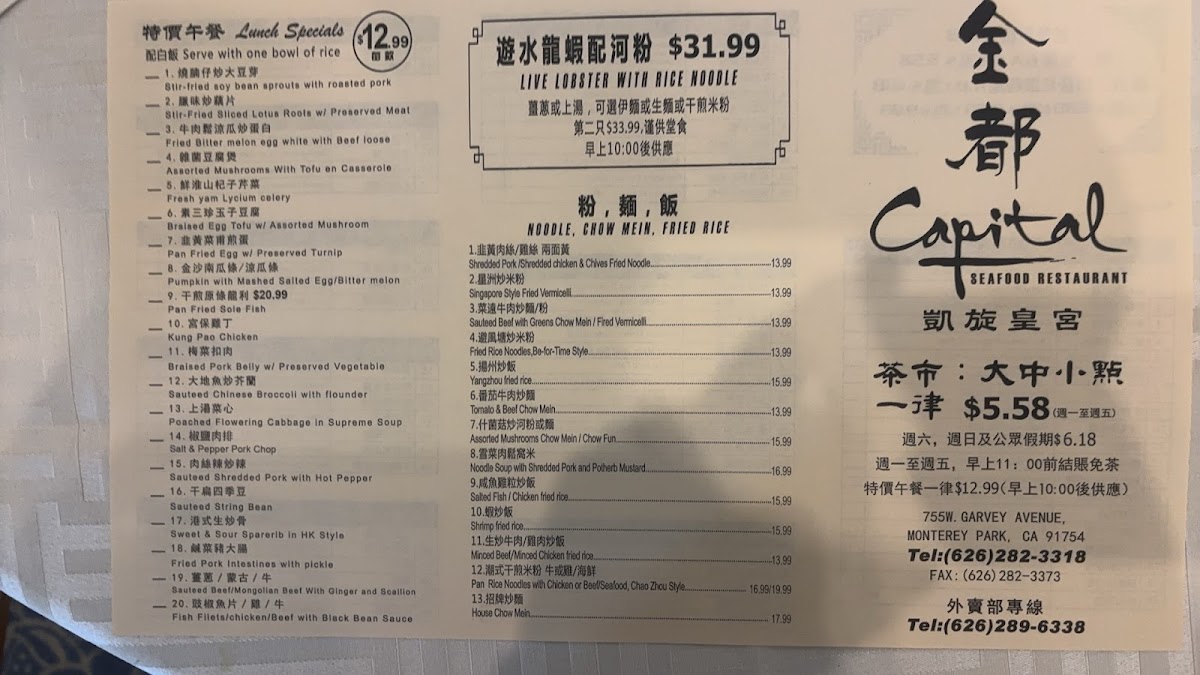 特價午餐 Lunch Specials
配白飯 Serve with one bowl of rice
$12.99
1. 燒腩仔炒大豆芽
Stir-fried soy bean sprouts with roasted pork
2. 臘味炒藕片
Stir-Fried Sliced Lotus Roots w/ Preserved Meat
3. 牛肉鬆涼瓜炒蛋白
Fried Bitter melon egg white with Beef loose
4. 雜菌豆腐煲
Assorted Mushrooms With Tofu en Casserole
5. 鮮淮山杞子芹菜
Fresh yam Lycium celery
6. 素三珍玉子豆腐
Braised Egg Tofu w/ Assorted Mushroom
7. 韭黃菜甫煎蛋
Pan Fried Egg w/ Preserved Turnip
8. 金沙南瓜條/涼瓜條
Pumpkin with Mashed Salted Egg/Bitter melon
9. 干煎原條龍利 $20.99
Pan Fried Sole Fish
10. 宮保雞丁
Kung Pao Chicken
11. 梅菜扣肉
Braised Pork Belly w/ Preserved Vegetable
12. 大地魚炒芥蘭
Sauteed Chinese Broccoli with flounder
13. 上湯菜心
Poached Flowering Cabbage in Supreme Soup
14. 椒鹽肉排
Salt & Pepper Pork Chop
15. 肉絲辣炒辣
Sauteed Shredded Pork with Hot Pepper
16. 干扁四季豆
Sauteed String Bean
17. 港式生炒骨
Sweet & Sour Sparerib in HK Style
18. 鹹菜豬大腸
Fried Pork Intestines with pickle
19. 薑蔥 / 蒙古 / 牛
Sauteed Beef/Mongolian Beef With Ginger and Scallion
20. 豉椒魚片 / 雞 / 牛
Fish Filets/chicken/Beef with Black Bean Sauce
遊水龍蝦配河粉 $31.99
LIVE LOBSTER WITH RICE NOODLE
薑蔥或上湯，可選伊麵或生麵或干煎米粉
第二只$33.99,谨供堂食
早上10:00後供應
粉 , 麵 , 飯
NOODLE, CHOW MEIN, FRIED RICE
1.韭黃肉絲/雞絲 兩面黃
Shredded Pork /Shredded chicken & Chives Fried Noodle 13.99
2.星洲炒米粉
Singapore Style Fried Vermicelli 13.99
3.菜遠牛肉炒麵/粉
Sauteed Beef with Greens Chow Mein / Fired Vermicelli 13.99
4.避風塘炒米粉
Fried Rice Noodles,Be-for-Time Style 13.99
5.揚州炒飯
Yangzhou fried rice 15.99
6.番茄牛肉炒麵
Tomato & Beef Chow Mein 13.99
7.什菌菇炒河粉或麵
Assorted Mushrooms Chow Mein / Chow Fun 15.99
8.雪菜肉鬆窩米
Noodle Soup with Shredded Pork and Potherb Mustard 16.99
9.咸魚雞粒炒飯
Salted Fish / Chicken fried rice 15.99
10.蝦炒飯
Shrimp fried rice 15.99
11.生炒牛肉/雞肉炒飯
Minced Beef/Minced Chicken fried rice 13.99
12.潮式干煎米粉 牛或雞/海鮮
Pan Rice Noodles with Chicken or Beef/Seafood, Chao Zhou Style 16.99/19.99
13.招牌炒麵
House Chow Mein 17.99
金都
Capital
SEAFOOD RESTAURANT
凱旋皇宮
茶市：大中小點
一律 $5.58 (週一至週五)
週六，週日及公眾假期$6.18
週一至週五，早上11：00前結賬免茶
特價午餐一律$12.99(早上10:00後供應)
755W. GARVEY AVENUE,
MONTEREY PARK, CA 91754
Tel:(626)282-3318
FAX:(626)282-3373
外賣部專線
Tel:(626)289-6338